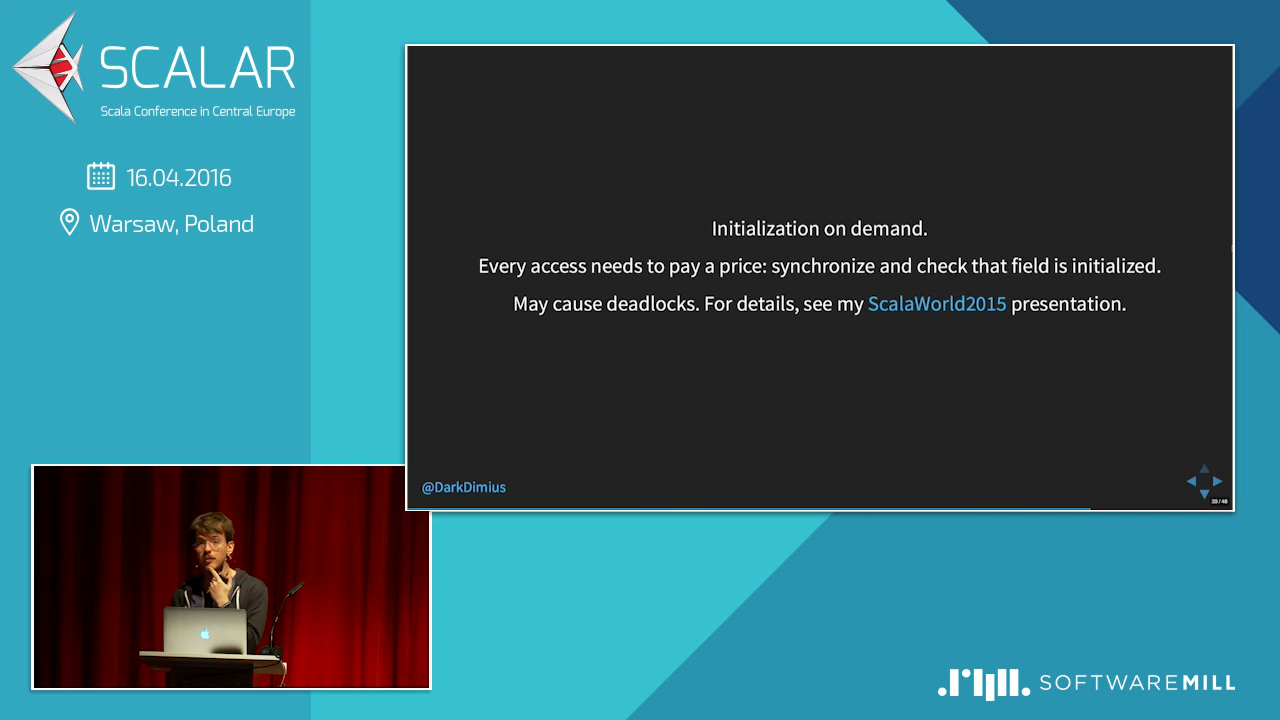 SCALAR
Scala Conference in Central Europe
16.04.2016
Warsaw, Poland
Initialization on demand.
Every access needs to pay a price: synchronize and check that field is initialized.
May cause deadlocks. For details, see my ScalaWorld2015 presentation.
@DarkDimius
39 / 48
SOFTWAREMILL